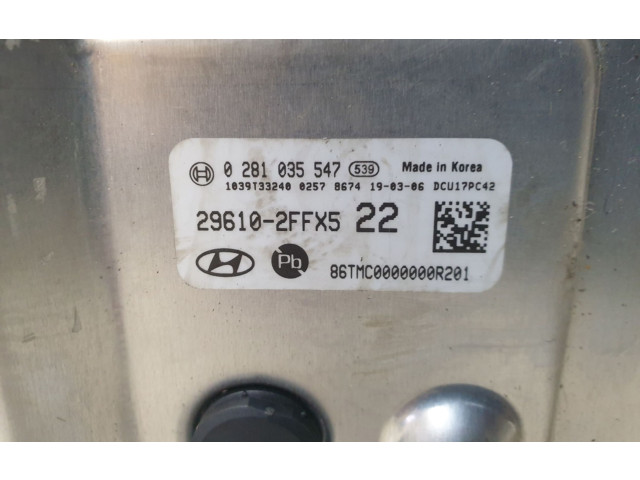 0 281 035 547 539 Made in Korea
1039T33240 0257 8674 19-03-06 DCU17PC42
29610-2FFX5 22
Pb
86TMC0000000R201